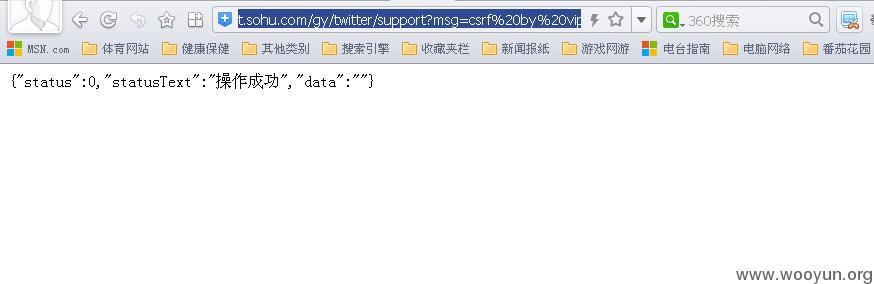 t.sohu.com/gy/twitter/support?msg=csrf%20by%20vip 360搜索
MSN.com 体育网站 健康保健 其他类别 搜索引擎 收藏夹栏 新闻报纸 游戏网游 电台指南 电脑网络 番茄花园
{"status":0,"statusText":"操作成功","data":""}
www.wooyun.org